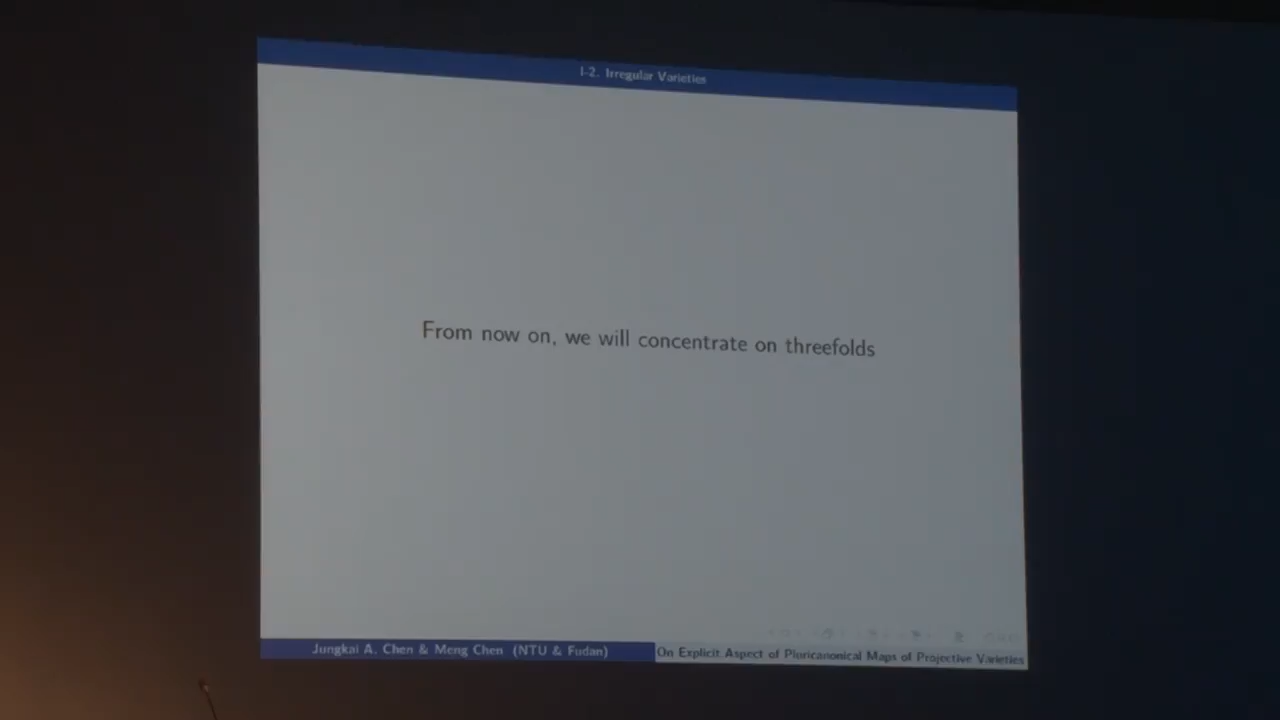 I-2. Irregular Varieties
From now on, we will concentrate on threefolds
Jungkai A. Chen & Meng Chen (NTU & Fudan)
On Explicit Aspect of Pluricanonical Maps of Projective Varieties